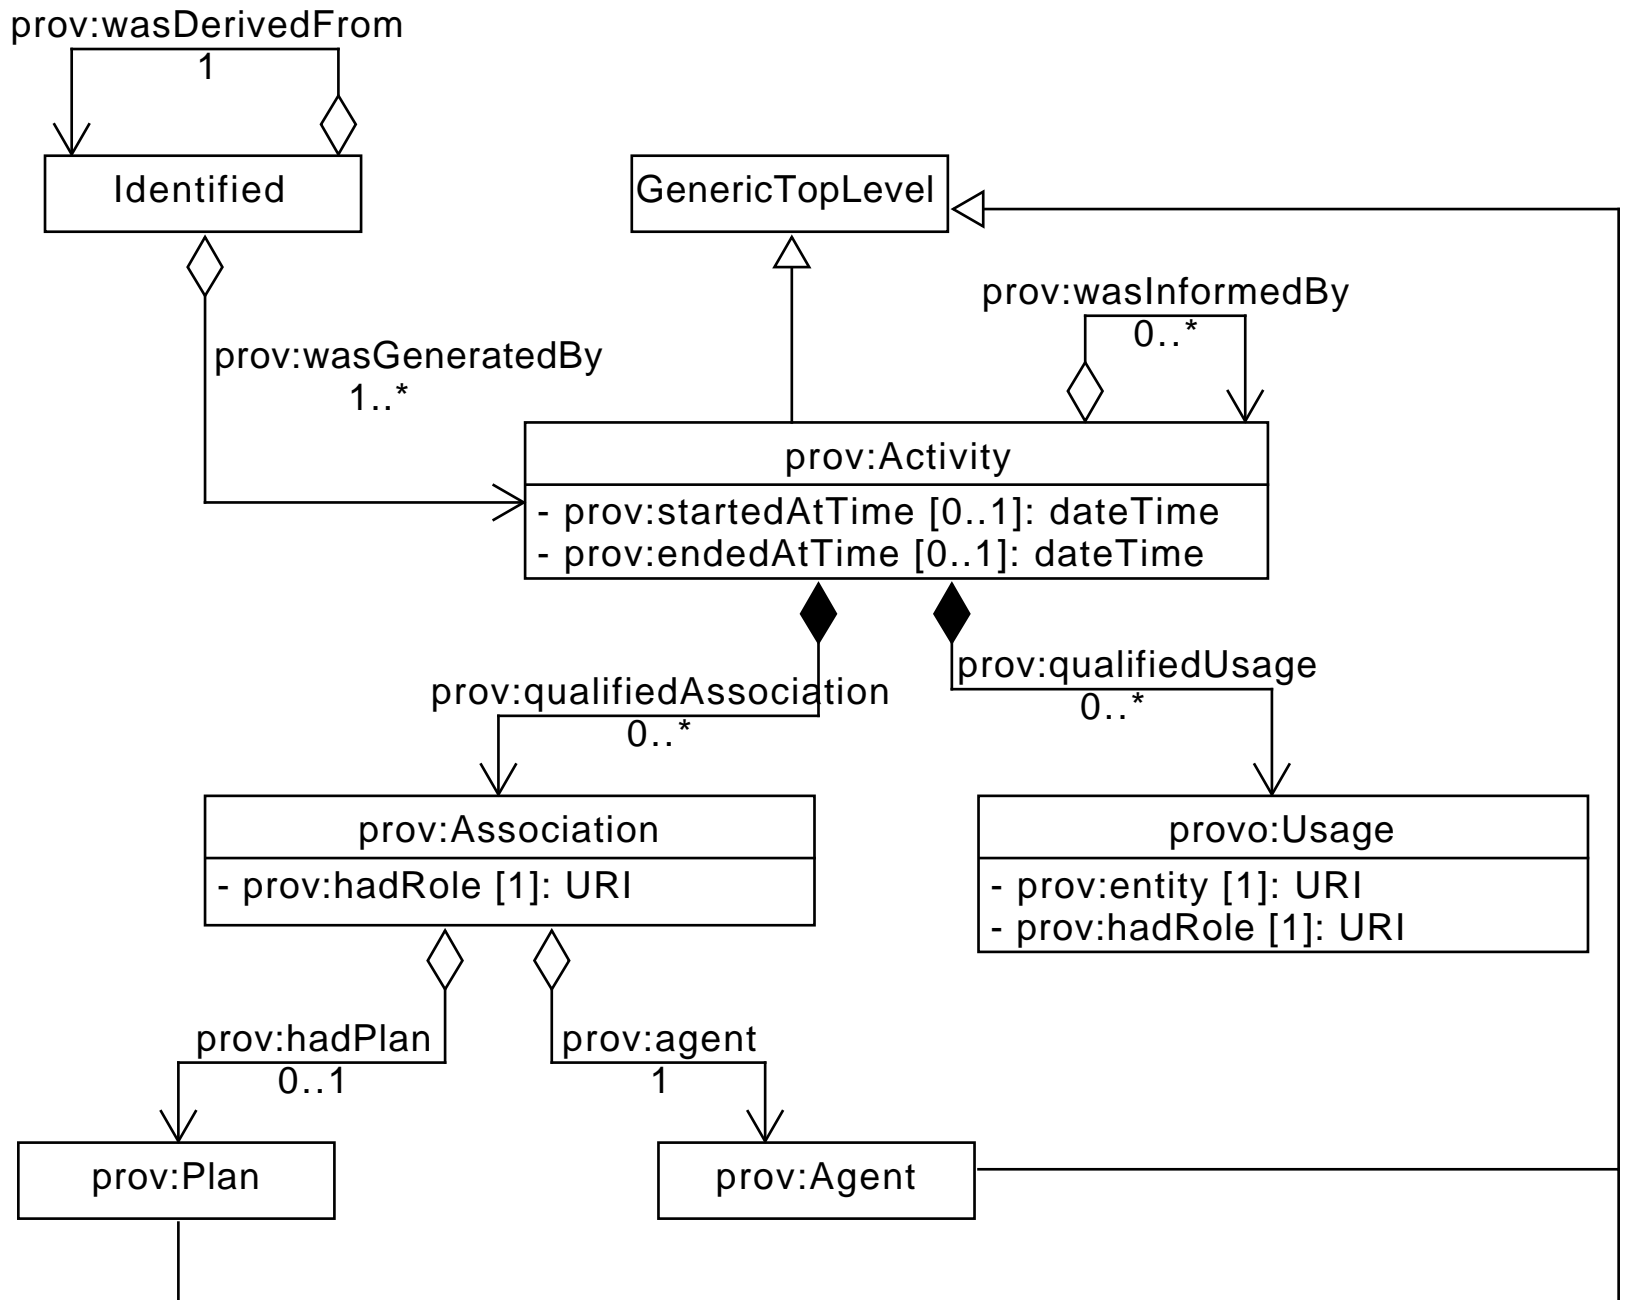 prov:wasDerivedFrom
1
Identified
GenericTopLevel
prov:wasInformedBy
0..*
prov:wasGeneratedBy
1..*
prov:Activity
- prov:startedAtTime [0..1]: dateTime
- prov:endedAtTime [0..1]: dateTime
prov:qualifiedAssociation
0..*
prov:qualifiedUsage
0..*
prov:Association
- prov:hadRole [1]: URI
provo:Usage
- prov:entity [1]: URI
- prov:hadRole [1]: URI
prov:hadPlan
0..1
prov:agent
1
prov:Plan
prov:Agent